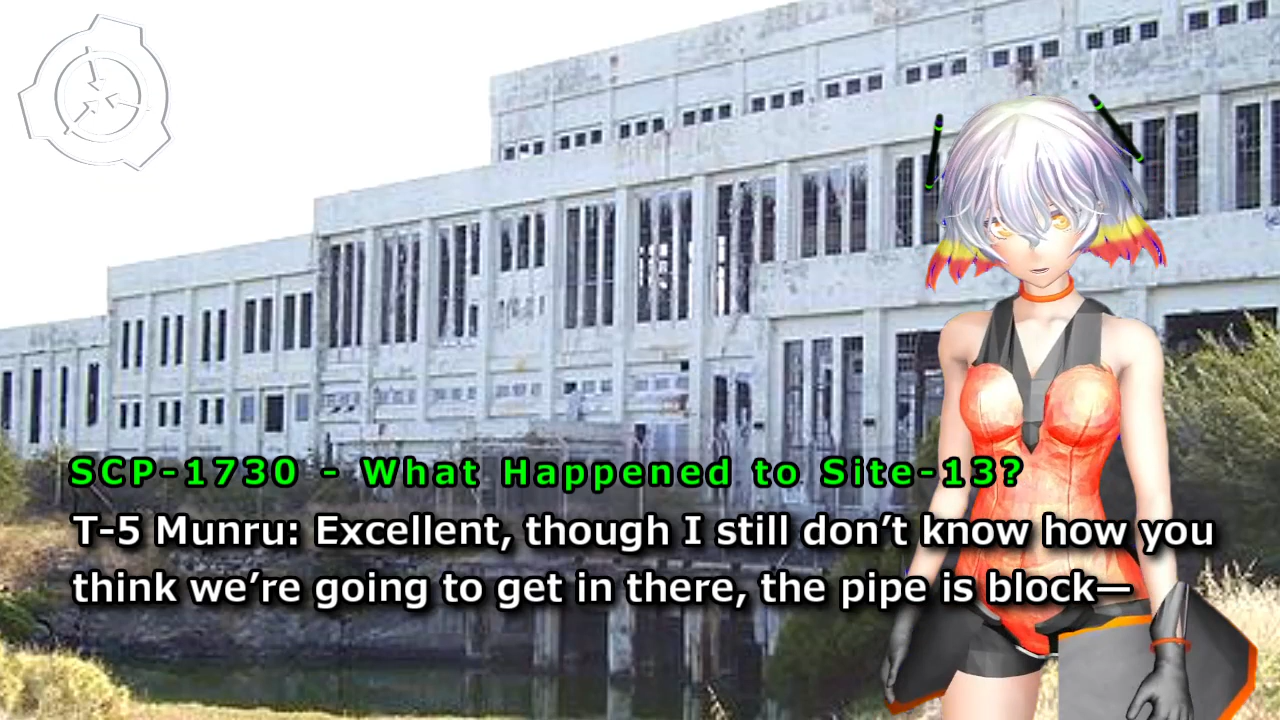 SCP-1730 - What Happened to Site-13?
T-5 Munru: Excellent, though I still don’t know how you
think we’re going to get in there, the pipe is block—